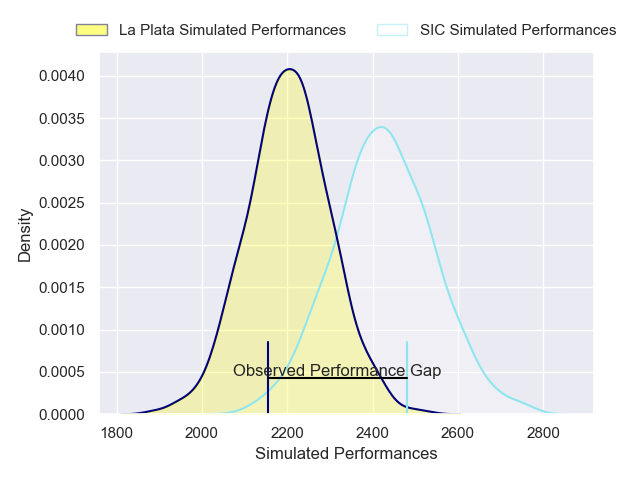 La Plata Simulated Performances SIC Simulated Performances
0.0040
0.0035
0.0030
0.0025
0.0020
0.0015
0.0010
0.0005
0.0000
Density
Observed Performance Gap
1800 2000 2200 2400 2600 2800
Simulated Performances